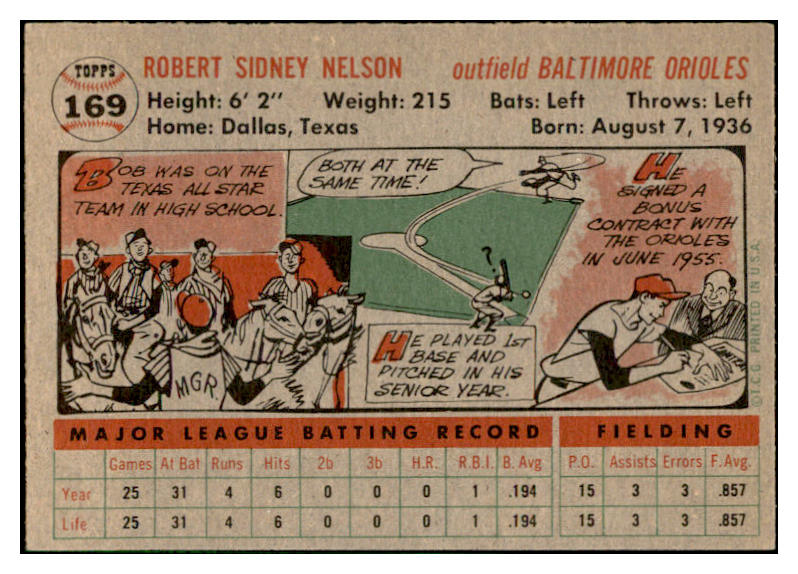 TOPPS
169
ROBERT SIDNEY NELSON outfield BALTIMORE ORIOLES
Height: 6' 2" Weight: 215 Bats: Left Throws: Left
Home: Dallas, Texas Born: August 7, 1936
BOB WAS ON THE
TEXAS ALL STAR
TEAM IN HIGH SCHOOL.
MGR.
BOTH AT THE
SAME TIME!
?
HE PLAYED 1ST
BASE AND
PITCHED IN HIS
SENIOR YEAR.
HE
SIGNED A
BONUS
CONTRACT WITH
THE ORIOLES
IN JUNE 1955.
T.C.G. PRINTED IN U.S.A.
MAJOR LEAGUE BATTING RECORD FIELDING
Games At Bat Runs Hits 2b 3b H.R. R.B.I. B. Avg P.O. Assists Errors F.Avg.
Year 25 31 4 6 0 0 0 1 .194 15 3 3 .857
Life 25 31 4 6 0 0 0 1 .194 15 3 3 .857